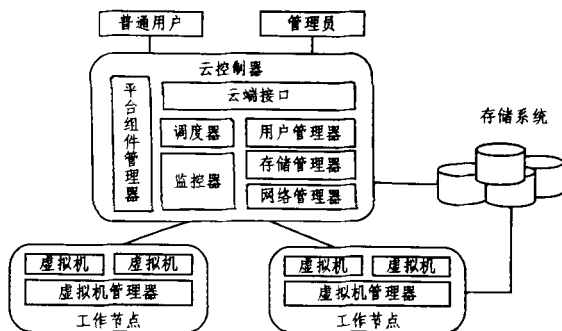 普通用户
管理员
云控制器
平台组件管理器
云端接口
调度器
用户管理器
监控器
存储管理器
网络管理器
存储系统
虚拟机
虚拟机
虚拟机管理器
工作节点
虚拟机
虚拟机
虚拟机管理器
工作节点